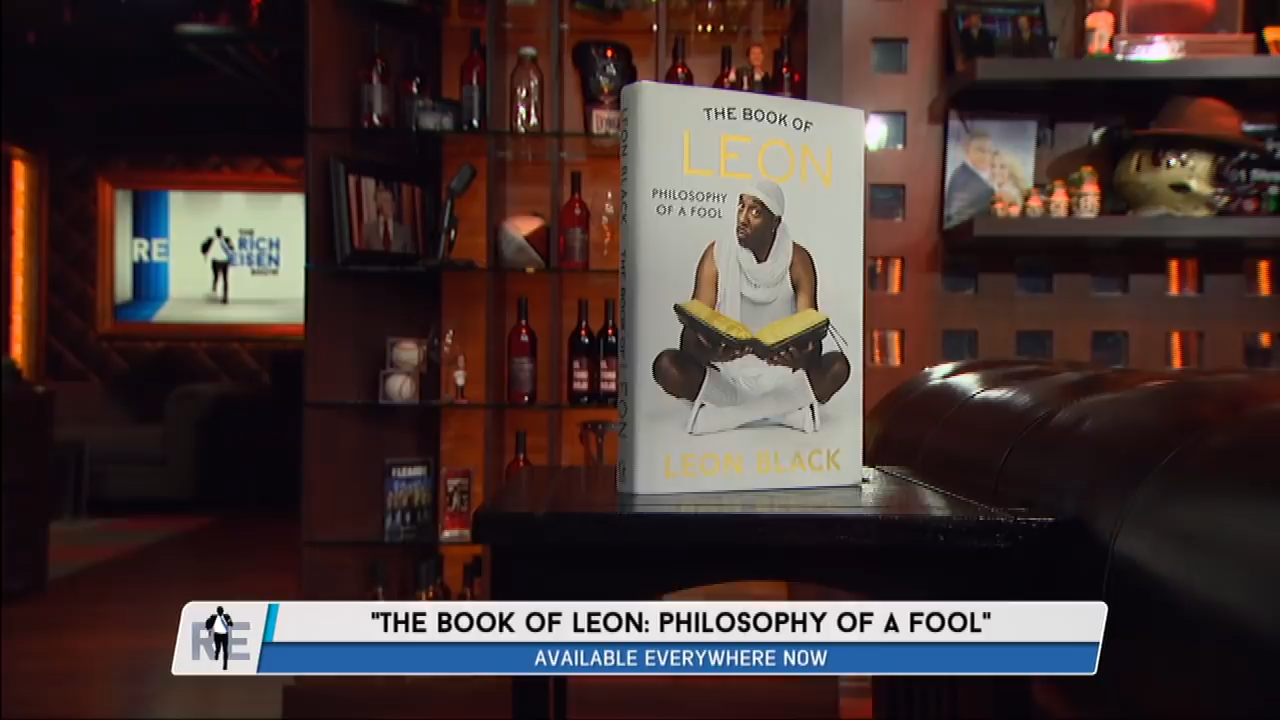 THE BOOK OF
LEON
PHILOSOPHY
OF A FOOL
LEON BLACK
LEON BLACK THE BOOK OF LEON
RE
THE
RICH
EISEN
SHOW
RE
"THE BOOK OF LEON: PHILOSOPHY OF A FOOL"
AVAILABLE EVERYWHERE NOW